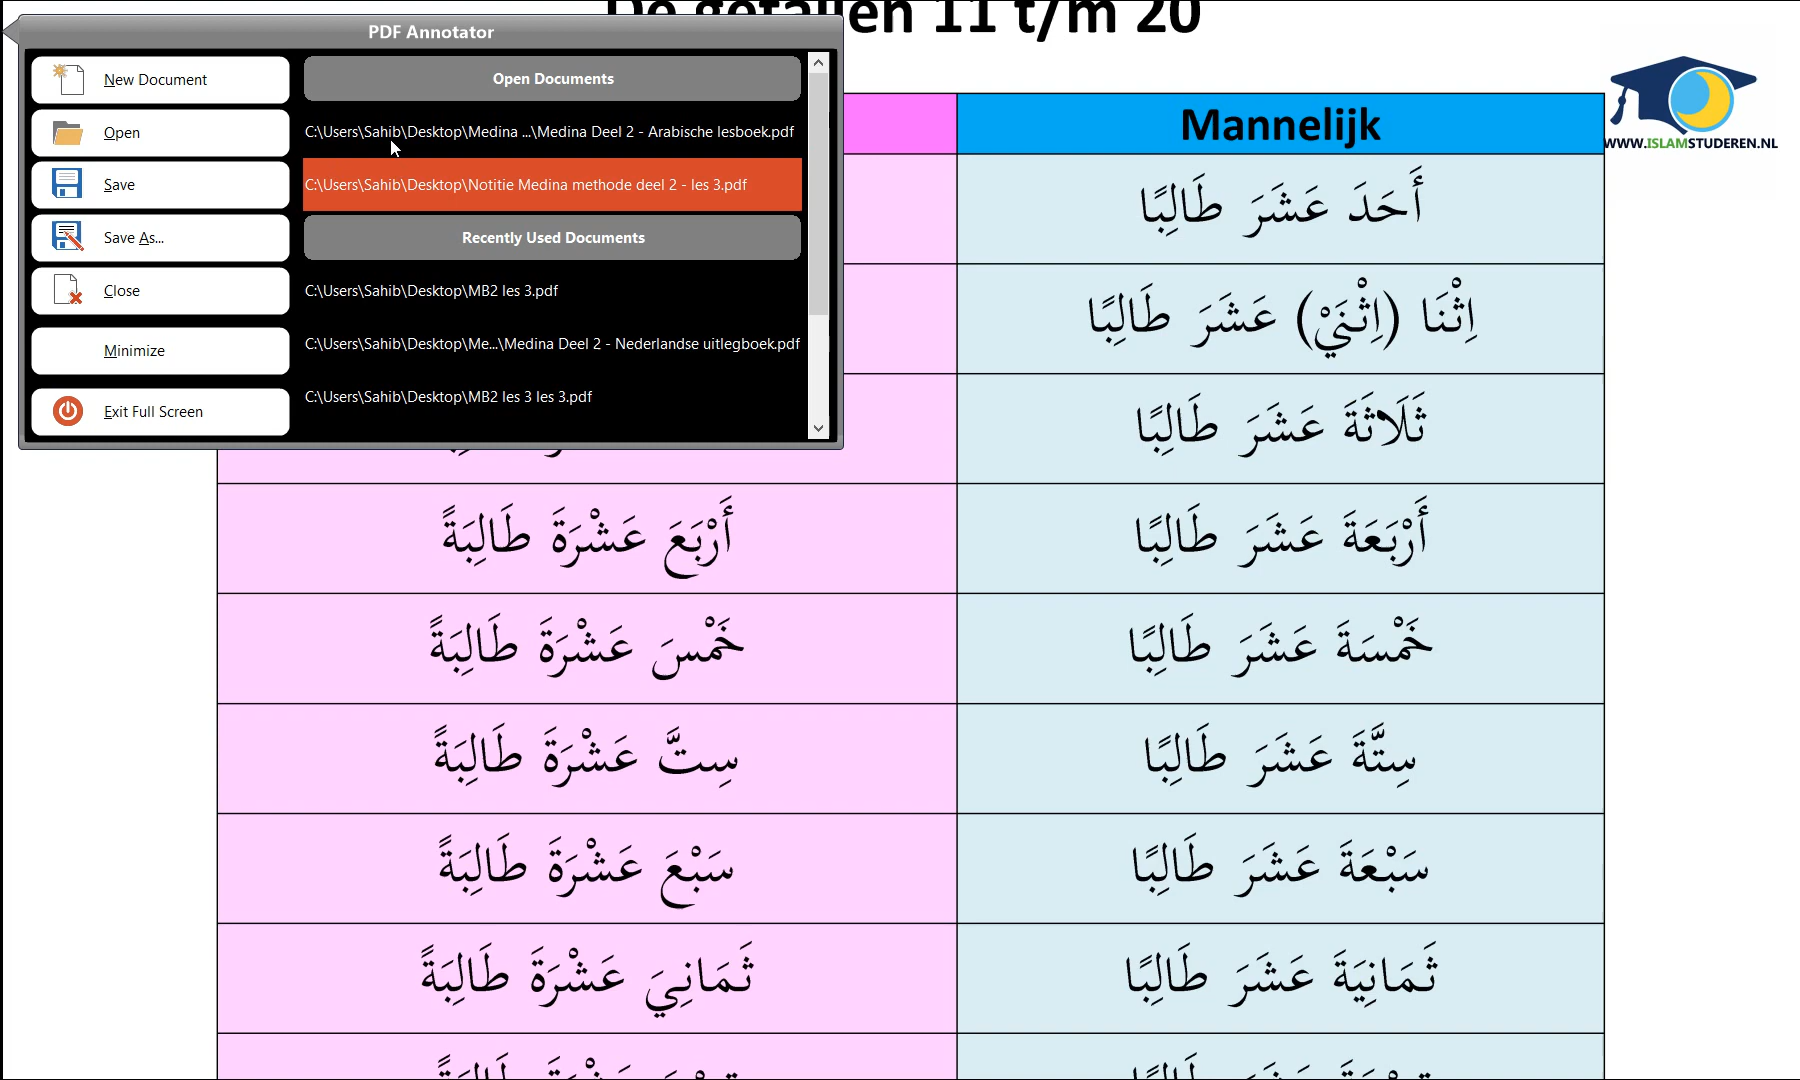 De getallen 11 t/m 20
PDF Annotator
New Document
Open
Save
Save As...
Close
Minimize
Exit Full Screen
Open Documents
C:\Users\Sahib\Desktop\Medina ...\Medina Deel 2 - Arabische lesboek.pdf
C:\Users\Sahib\Desktop\Notitie Medina methode deel 2 - les 3.pdf
Recently Used Documents
C:\Users\Sahib\Desktop\MB2 les 3.pdf
C:\Users\Sahib\Desktop\Me...\Medina Deel 2 - Nederlandse uitlegboek.pdf
C:\Users\Sahib\Desktop\MB2 les 3 les 3.pdf
WWW.ISLAMSTUDEREN.NL
Mannelijk
أَحَدَ عَشَرَ طَالِبًا
اِثْنَا (اِثْنَيْ) عَشَرَ طَالِبًا
ثَلَاثَةَ عَشَرَ طَالِبًا
أَرْبَعَةَ عَشَرَ طَالِبًا
أَرْبَعَ عَشْرَةَ طَالِبَةً
خَمْسَةَ عَشَرَ طَالِبًا
خَمْسَ عَشْرَةَ طَالِبَةً
سِتَّةَ عَشَرَ طَالِبًا
سِتَّ عَشْرَةَ طَالِبَةً
سَبْعَةَ عَشَرَ طَالِبًا
سَبْعَ عَشْرَةَ طَالِبَةً
ثَمَانِيَةَ عَشَرَ طَالِبًا
ثَمَانِيَ عَشْرَةَ طَالِبَةً